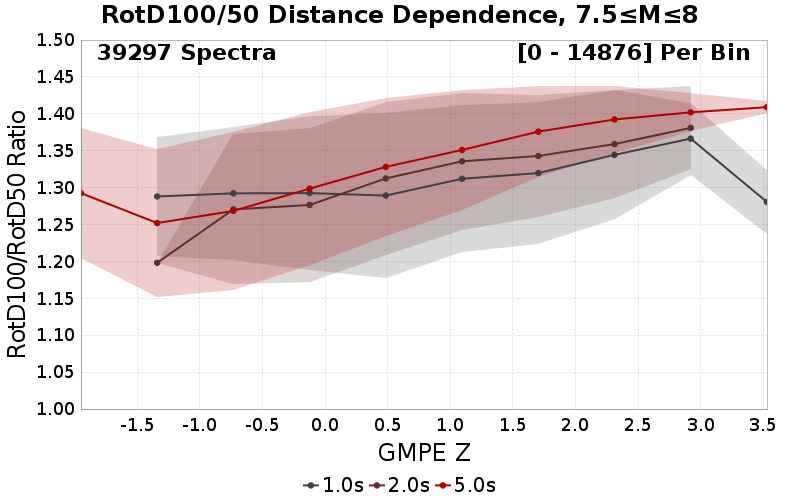 RotD100/50 Distance Dependence, 7.5≤M≤8
39297 Spectra
[0 - 14876] Per Bin
1.50
1.45
1.40
1.35
1.30
1.25
1.20
1.15
1.10
1.05
1.00
RotD100/RotD50 Ratio
-1.5 -1.0 -0.5 0.0 0.5 1.0 1.5 2.0 2.5 3.0 3.5
GMPE Z
1.0s 2.0s 5.0s